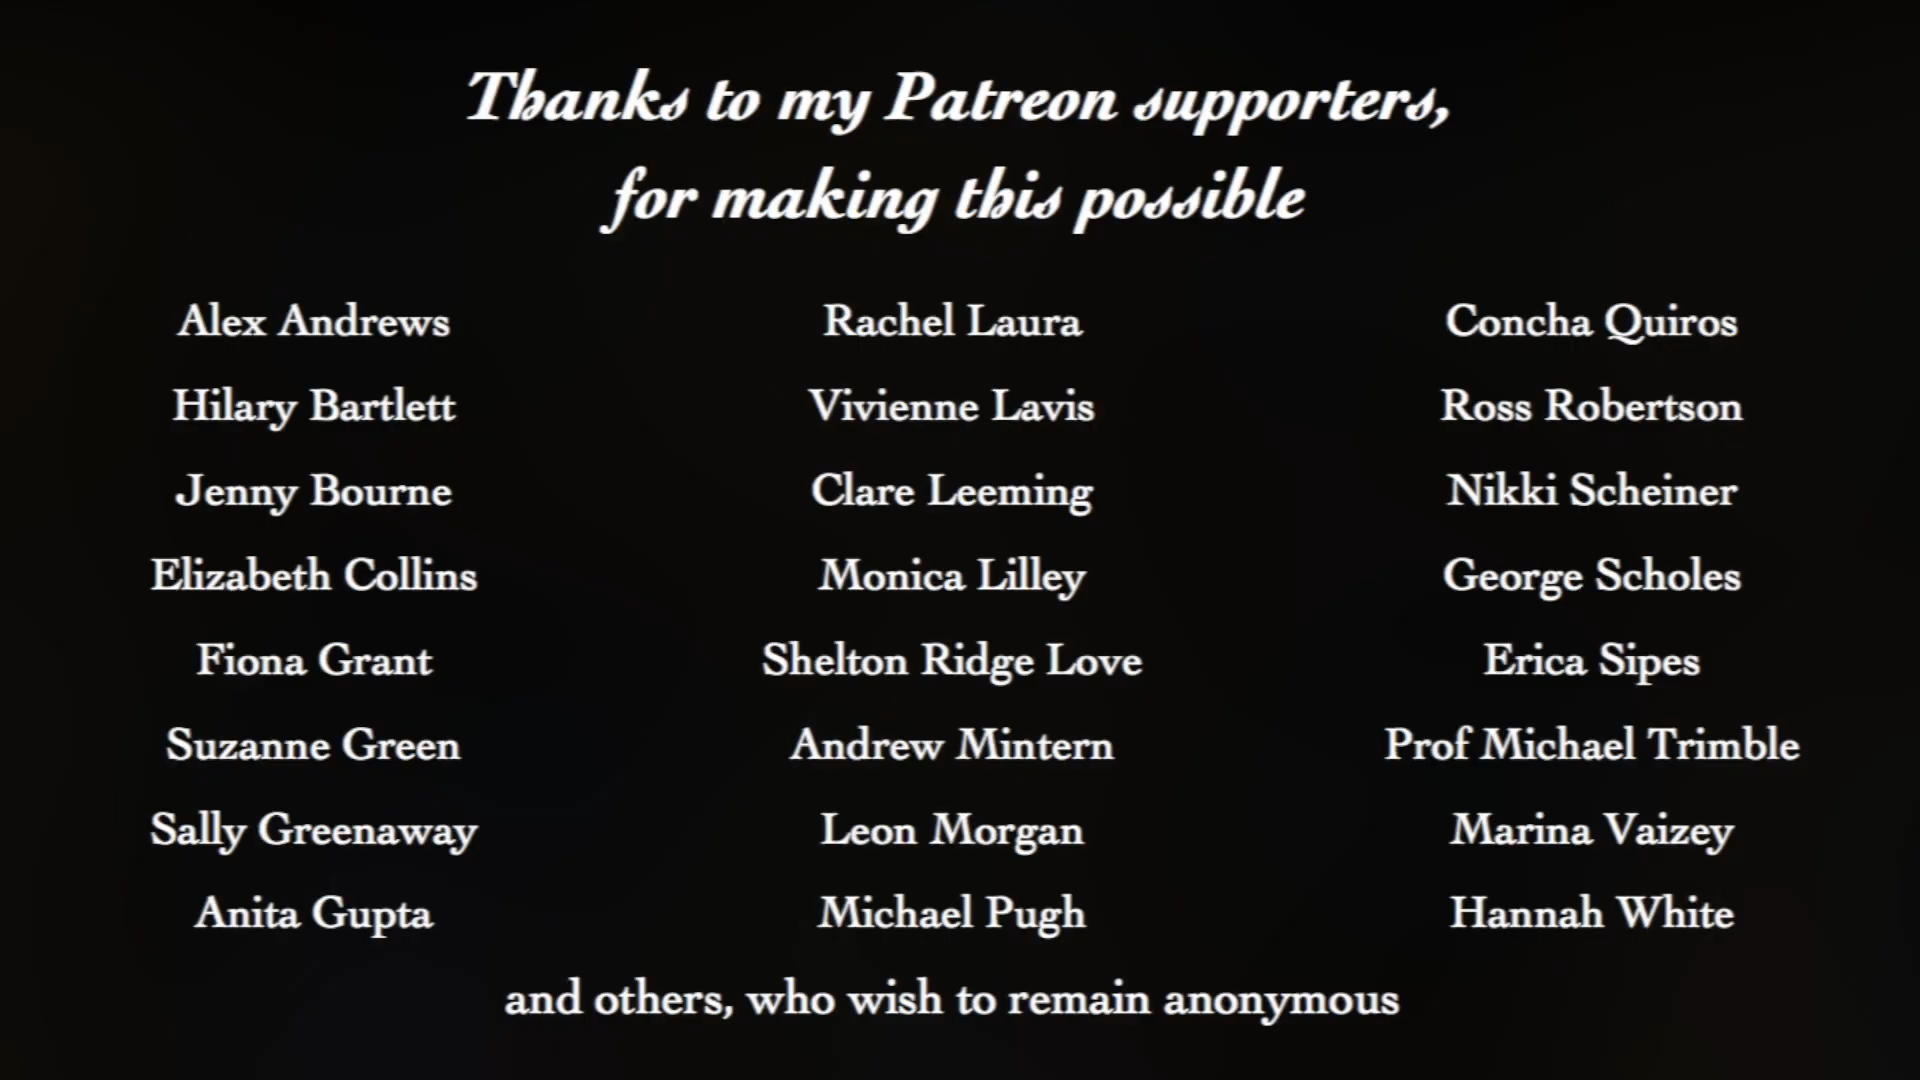 Thanks to my Patreon supporters,
for making this possible
Alex Andrews
Hilary Bartlett
Jenny Bourne
Elizabeth Collins
Fiona Grant
Suzanne Green
Sally Greenaway
Anita Gupta
Rachel Laura
Vivienne Lavis
Clare Leeming
Monica Lilley
Shelton Ridge Love
Andrew Mintern
Leon Morgan
Michael Pugh
Concha Quiros
Ross Robertson
Nikki Scheiner
George Scholes
Erica Sipes
Prof Michael Trimble
Marina Vaizey
Hannah White
and others, who wish to remain anonymous